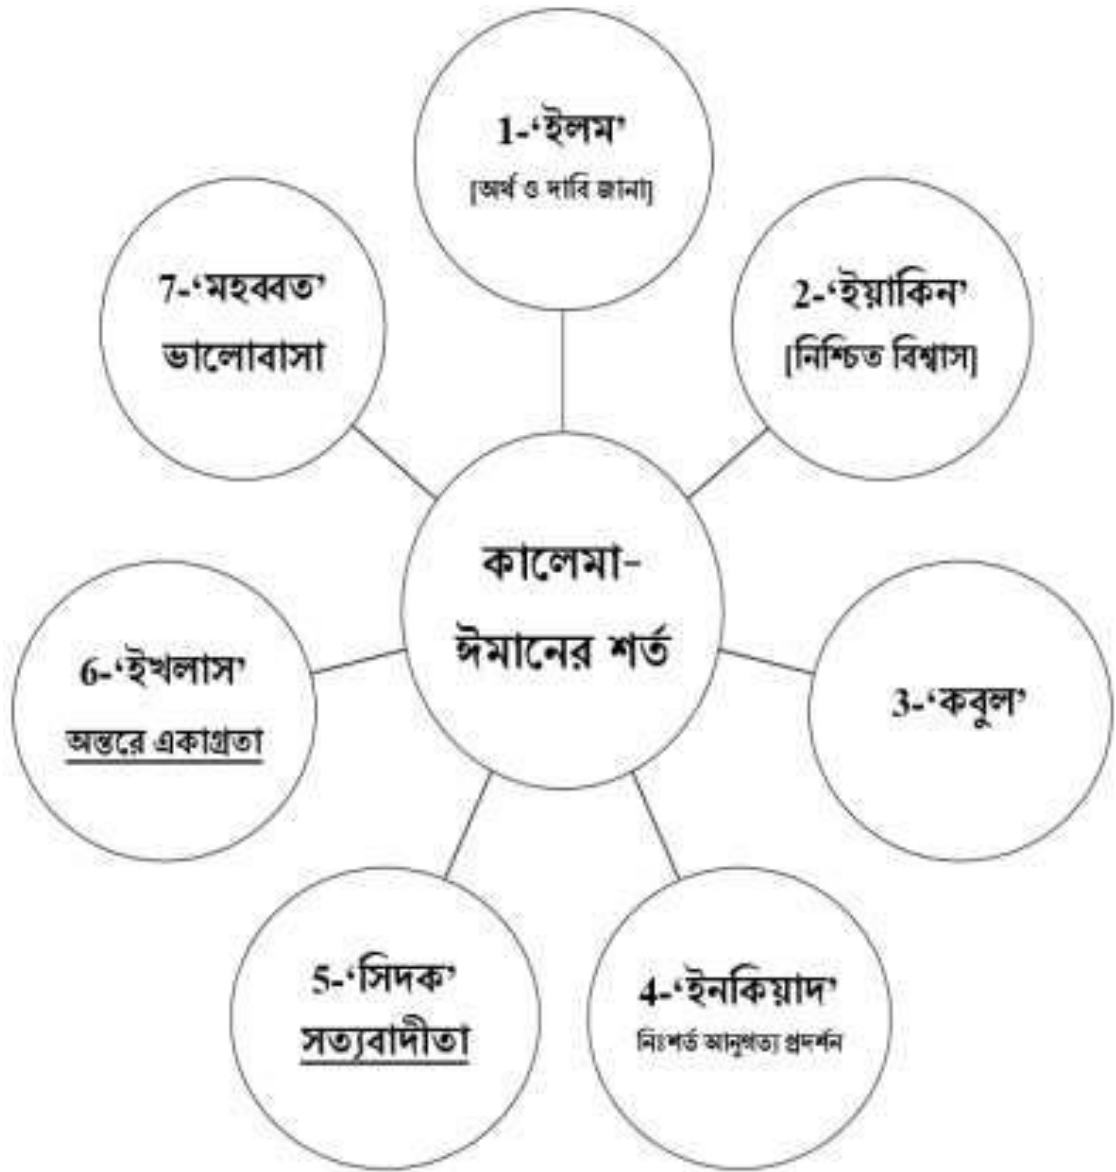 1-‘ইলম’
[অর্থ ও দাবি জানা]
2-‘ইয়াকিন’
[নিশ্চিত বিশ্বাস]
3-‘কবুল’
4-‘ইনকিয়াদ’
নিঃশর্ত আনুগত্য প্রদর্শন
5-‘সিদক’
সত্যবাদীতা
6-‘ইখলাস’
অন্তরে একাগ্রতা
7-‘মহব্বত’
ভালোবাসা
কালেমা-
ঈমানের শর্ত